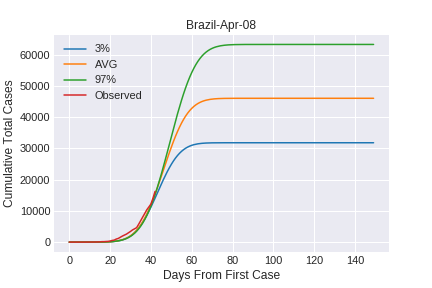 Brazil-Apr-08
3%
AVG
97%
Observed
Cumulative Total Cases
60000
50000
40000
30000
20000
10000
0
0 20 40 60 80 100 120 140
Days From First Case